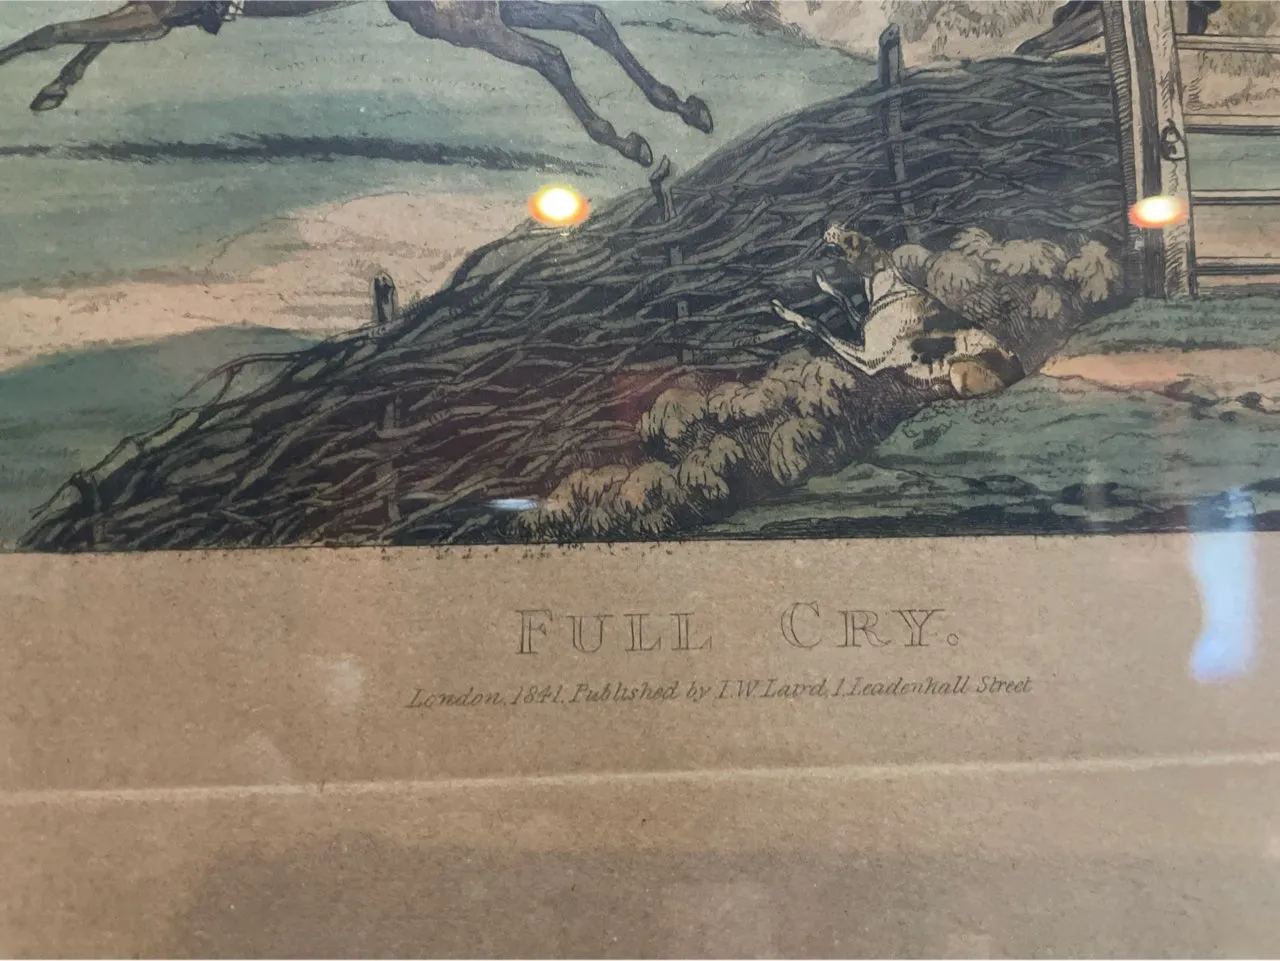 FULL CRY.
London, 1841. Published by I.W. Laird, 1. Leadenhall Street